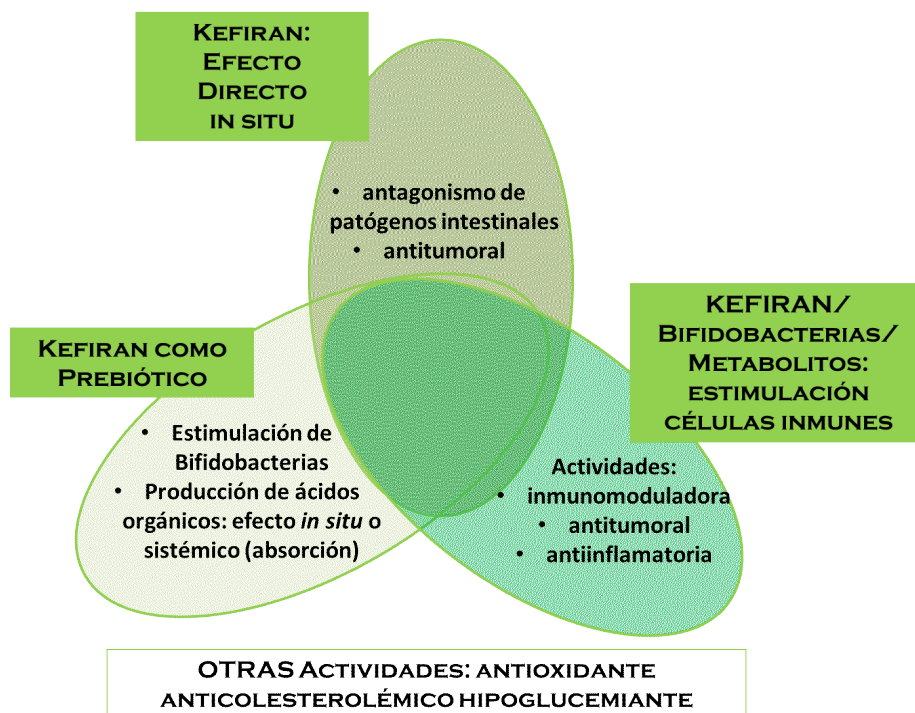 KEFIRAN:
EFECTO
DIRECTO
IN SITU
• antagonismo de
patógenos intestinales
• antitumoral
KEFIRAN COMO
PREBIÓTICO
• Estimulación de
Bifidobacterias
• Producción de ácidos
orgánicos: efecto in situ o
sistémico (absorción)
KEFIRAN/
BIFIDOBACTERIAS/
METABOLITOS:
ESTIMULACIÓN
CÉLULAS INMUNES
Actividades:
• inmunomoduladora
• antitumoral
• antiinflamatoria
OTRAS ACTIVIDADES: ANTIOXIDANTE
ANTICOLESTEROLÉMICO HIPOGLUCEMIANTE